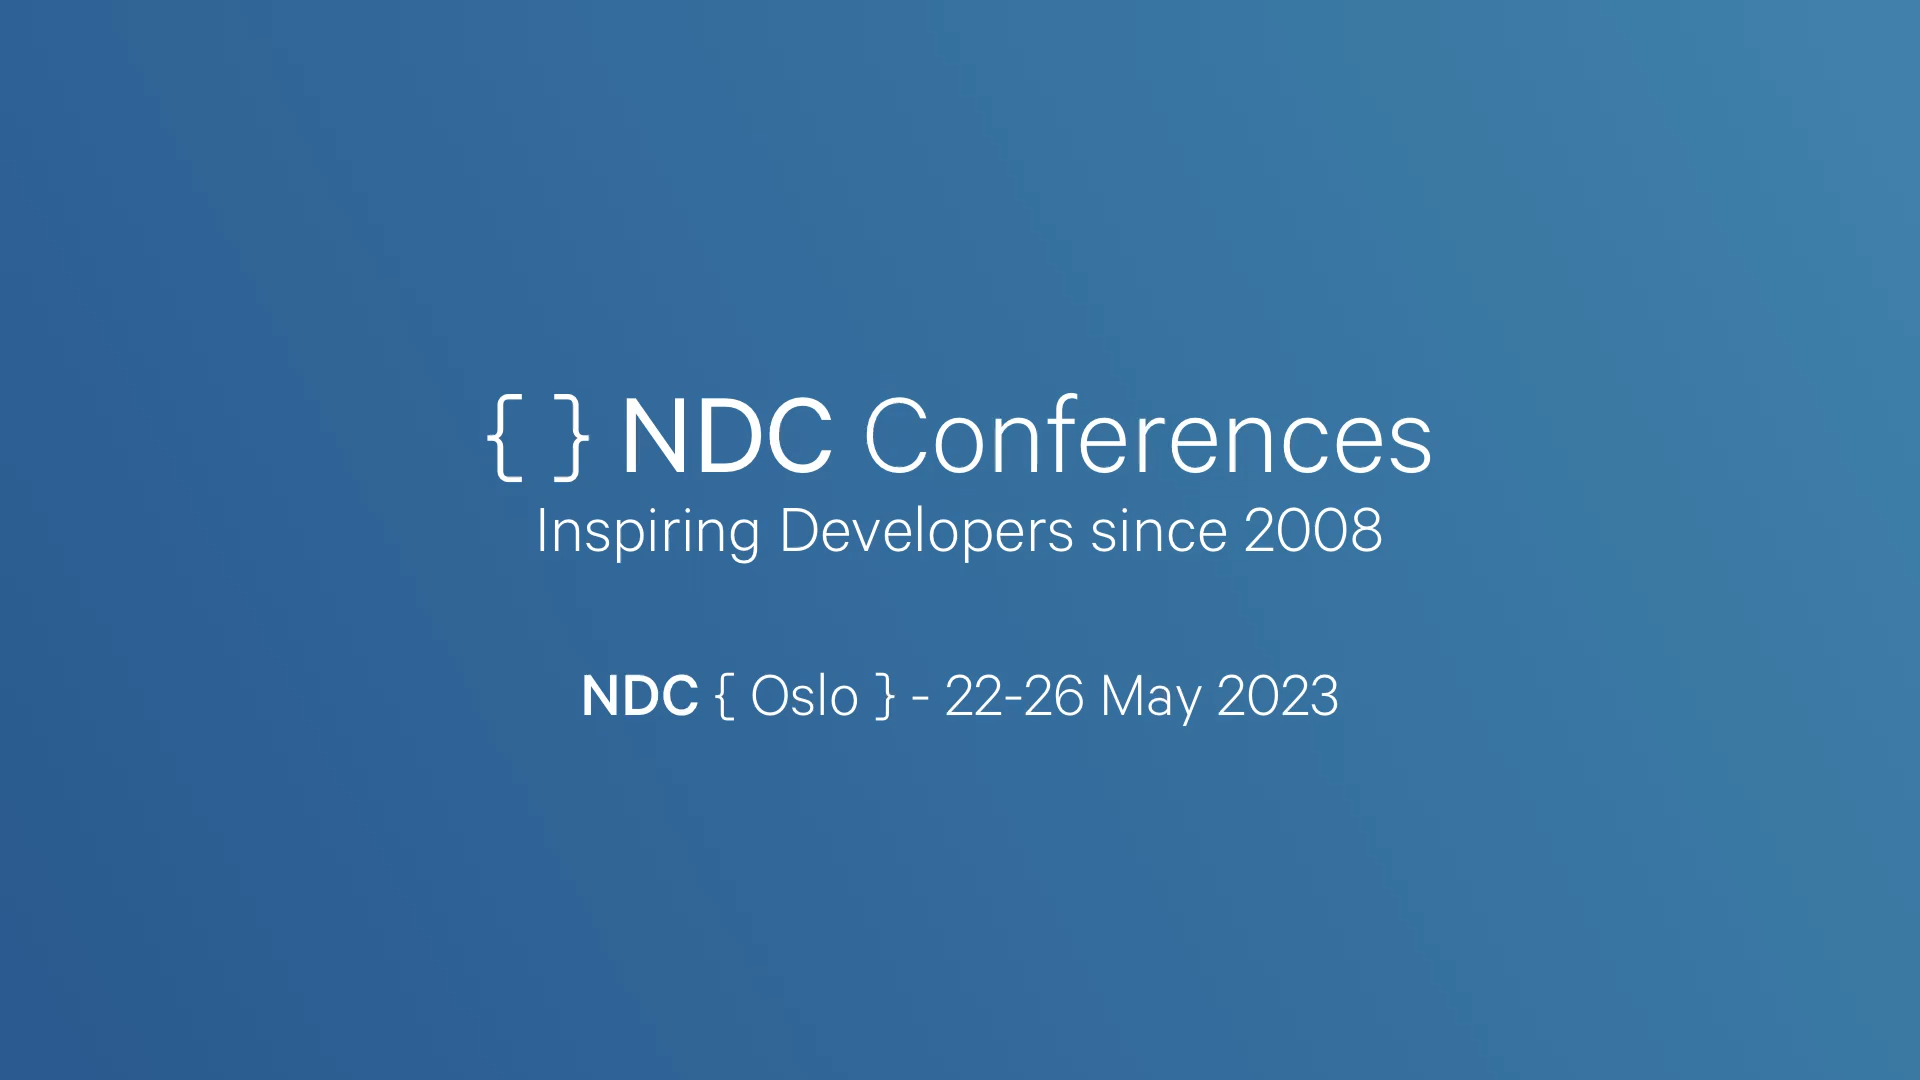 { } NDC Conferences
Inspiring Developers since 2008
NDC { Oslo } - 22-26 May 2023